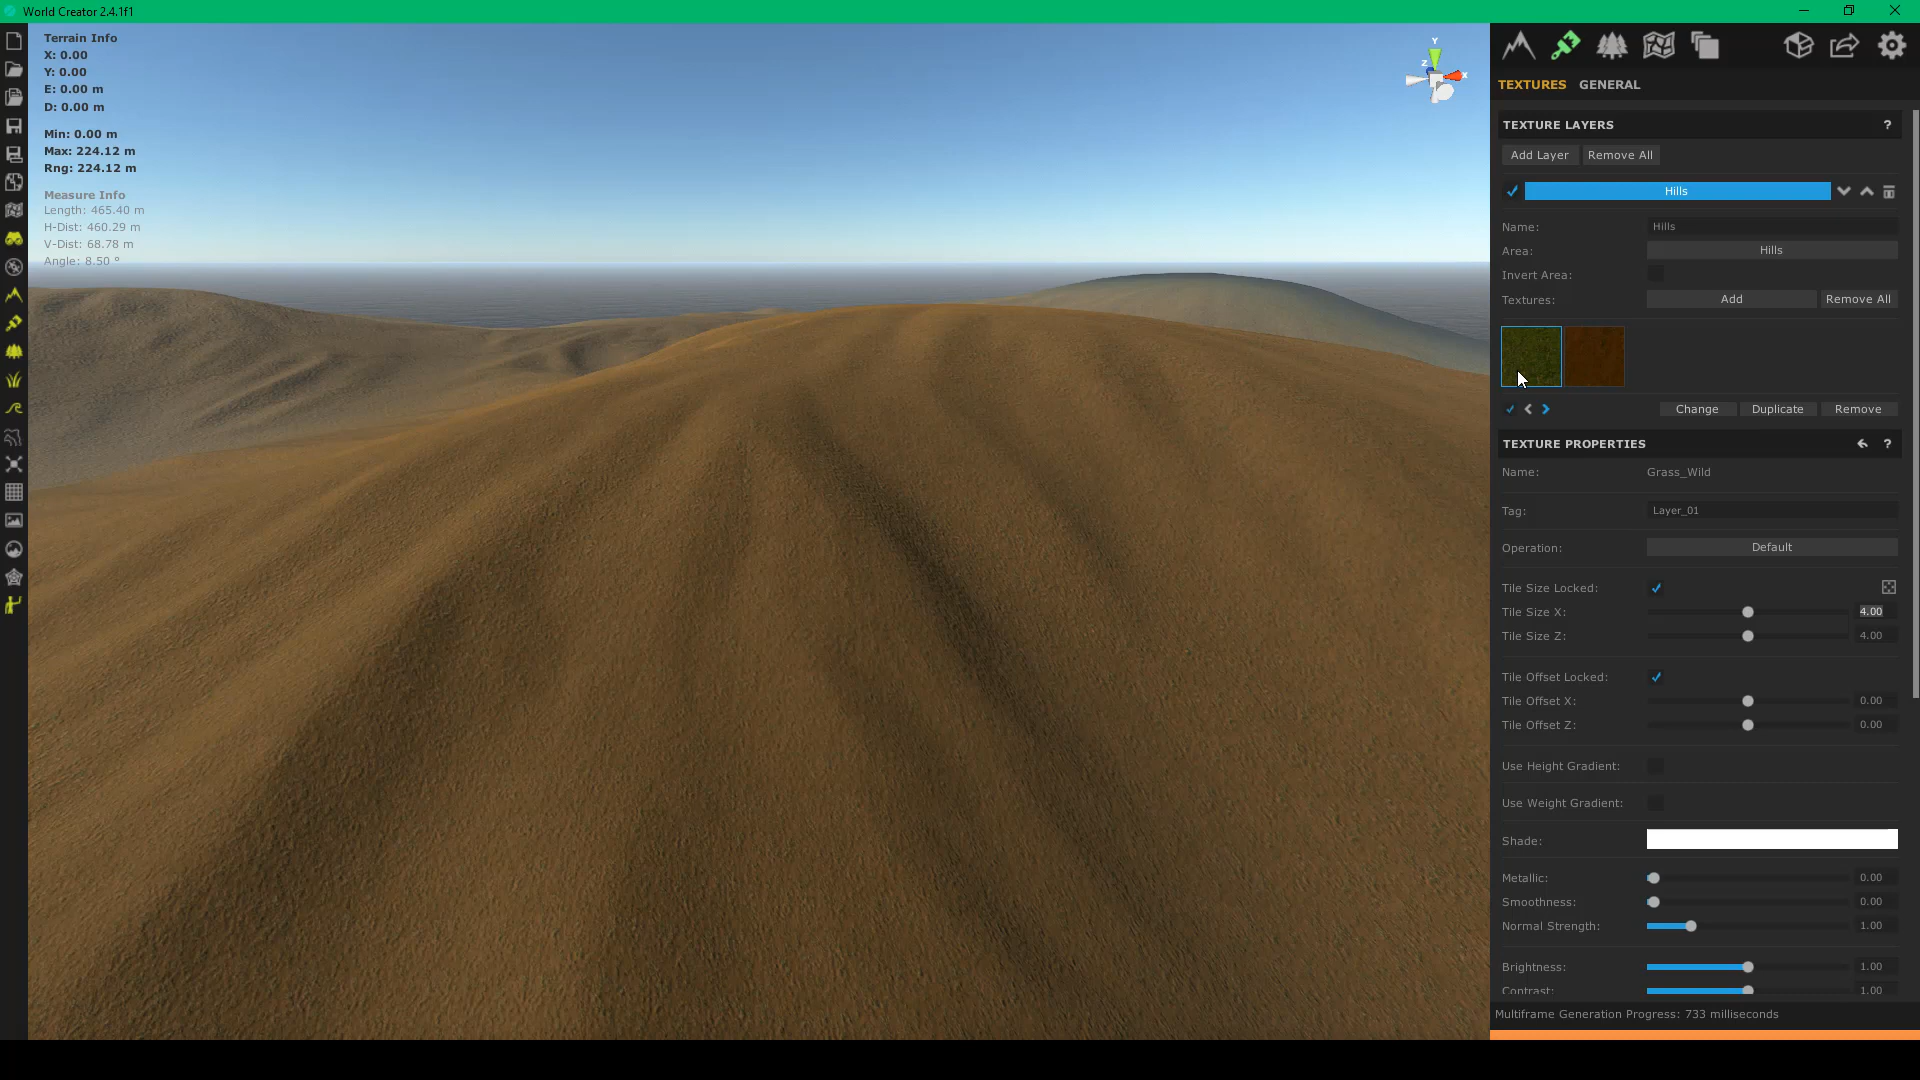 World Creator 2.4.1f1
Terrain Info
X: 0.00
Y: 0.00
E: 0.00 m
D: 0.00 m
Min: 0.00 m
Max: 224.12 m
Rng: 224.12 m
Measure Info
Length: 465.40 m
H-Dist: 460.29 m
V-Dist: 68.78 m
Angle: 8.50 °
Y
Z
X
TEXTURES GENERAL
TEXTURE LAYERS ?
Add Layer Remove All
Hills
Name: Hills
Area: Hills
Invert Area:
Textures: Add Remove All
Change Duplicate Remove
TEXTURE PROPERTIES ?
Name: Grass_Wild
Tag: Layer_01
Operation: Default
Tile Size Locked:
Tile Size X: 4.00
Tile Size Z: 4.00
Tile Offset Locked:
Tile Offset X: 0.00
Tile Offset Z: 0.00
Use Height Gradient:
Use Weight Gradient:
Shade:
Metallic: 0.00
Smoothness: 0.00
Normal Strength: 1.00
Brightness: 1.00
Contrast: 1.00
Multiframe Generation Progress: 733 milliseconds